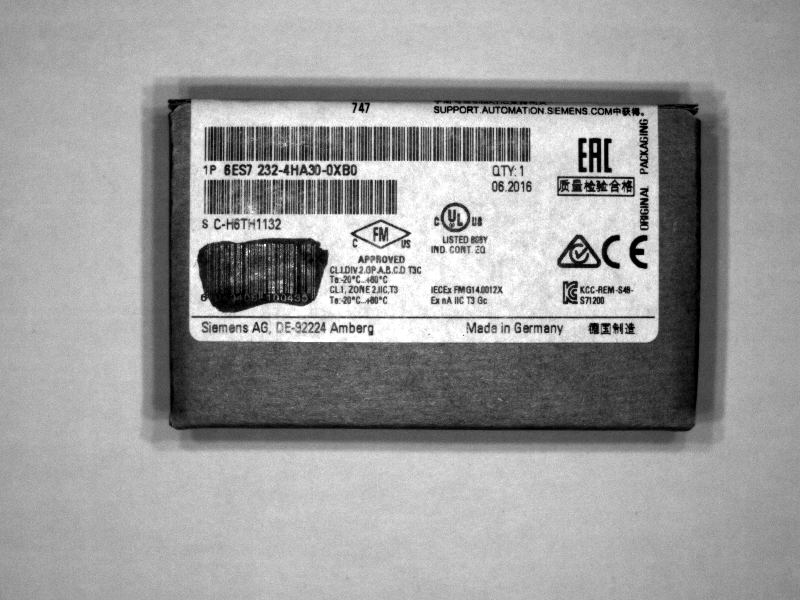 747
SUPPORT AUTOMATION.SIEMENS.COM中获得。
1P 6ES7 232-4HA30-0XB0
QTY: 1
06.2016
EAC
质量检验合格
ORIGINAL PACKAGING
S C-H6TH1132
C FM US
APPROVED
CL.I,DIV.2,GP.A,B,C,D T3C
Ta:-20°C...+60°C
CL.1, ZONE 2,IIC,T3
Ta:-20°C...+60°C
C UL US
LISTED
IND. CONT. EQ.
IECEx FMG14.0012X
Ex nA IIC T3 Gc
CE
KCC-REM-S49-
S71200
Siemens AG, DE-92224 Amberg
Made in Germany
德国制造